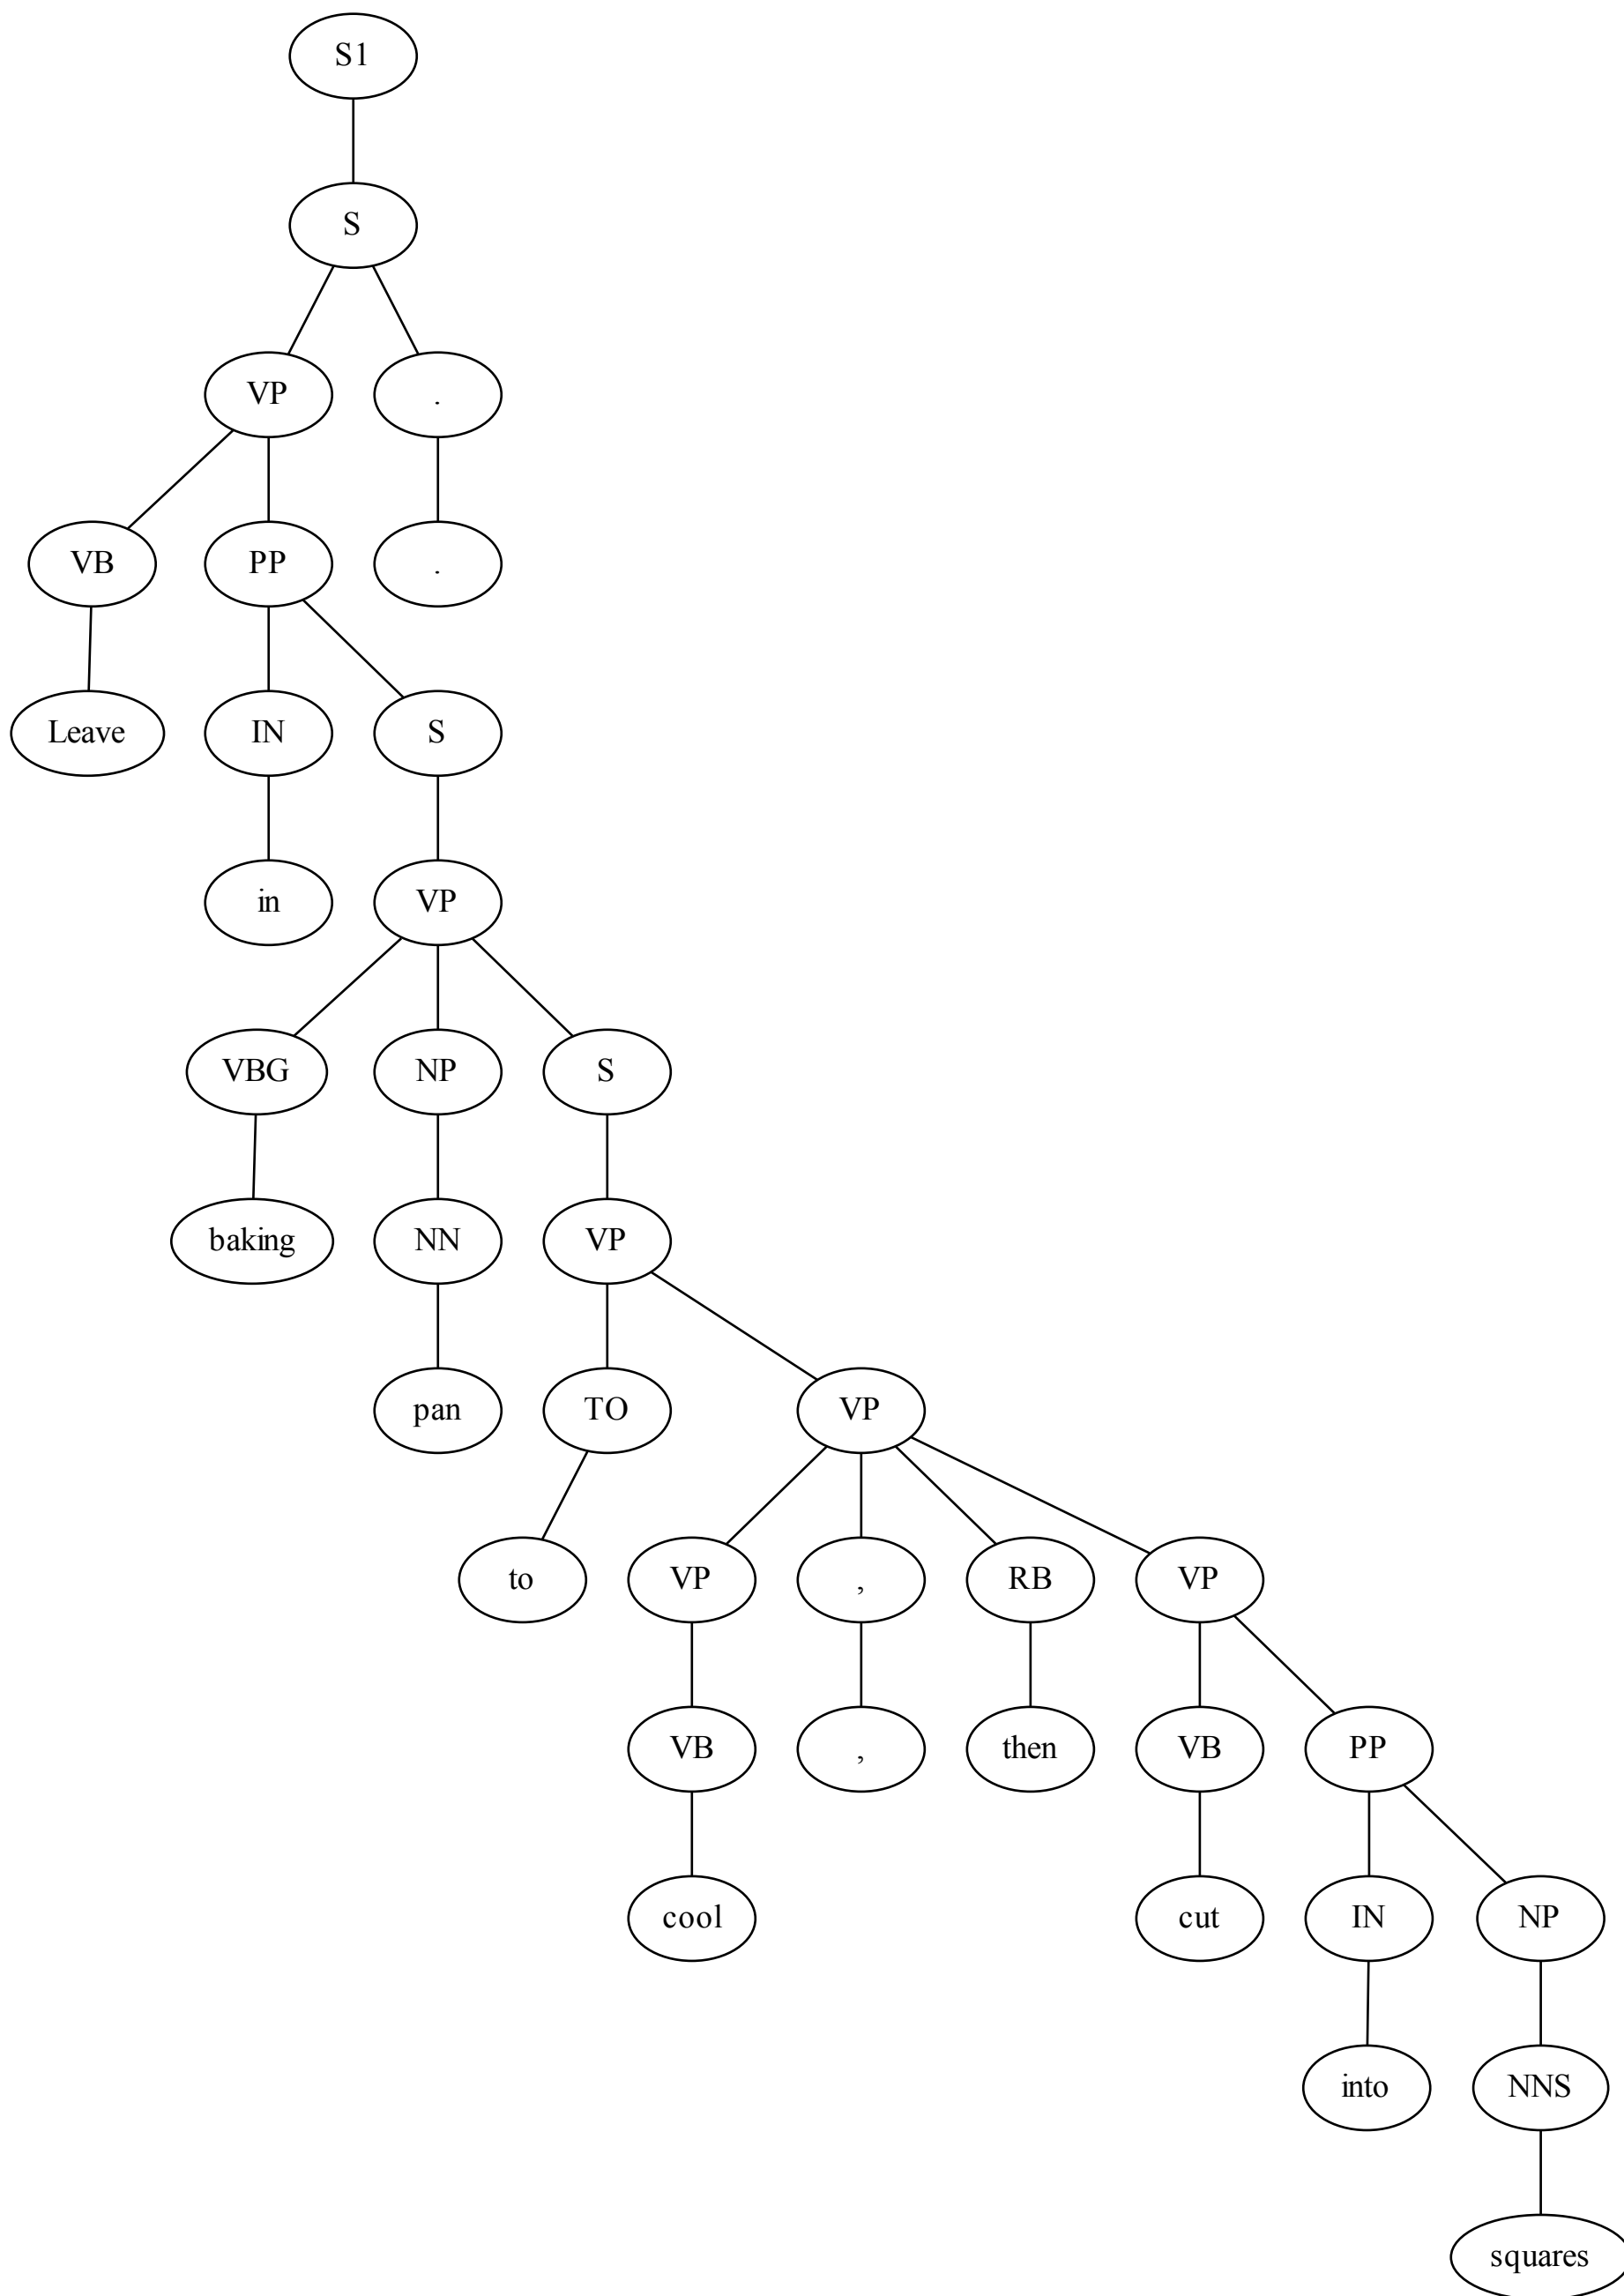 S1
S
VP .
VB PP .
Leave IN S
in VP
VBG NP S
baking NN VP
pan TO VP
to VP , RB VP
VB , then VB PP
cool cut IN NP
into NNS
squares